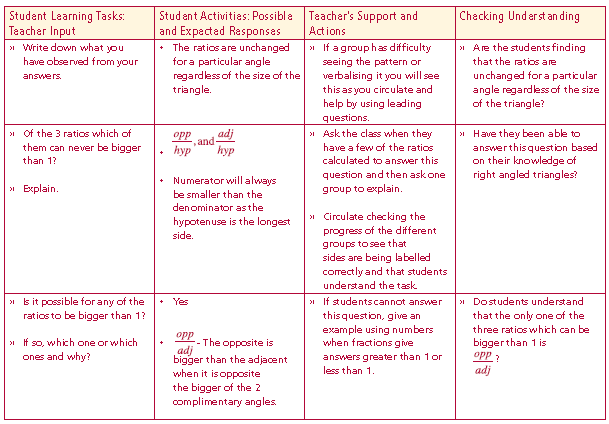 Student Learning Tasks:
Teacher Input
Student Activities: Possible
and Expected Responses
Teacher's Support and
Actions
Checking Understanding
» Write down what you
have observed from your
answers.
• The ratios are unchanged
for a particular angle
regardless of the size of the
triangle.
» If a group has difficulty
seeing the pattern or
verbalising it you will see
this as you circulate and
help by using leading
questions.
» Are the students finding
that the ratios are
unchanged for a particular
angle regardless of the size
of the triangle?
» Of the 3 ratios which of
them can never be bigger
than 1?
» Explain.
• opp/hyp, and adj/hyp
• Numerator will always
be smaller than the
denominator as the
hypotenuse is the longest
side.
» Ask the class when they
have a few of the ratios
calculated to answer this
question and then ask one
group to explain.
» Circulate checking the
progress of the different
groups to see that
sides are being labelled
correctly and that students
understand the task.
» Have they been able to
answer this question based
on their knowledge of
right angled triangles?
» Is it possible for any of the
ratios to be bigger than 1?
» If so, which one or which
ones and why?
• Yes
• opp/adj - The opposite is
bigger than the adjacent
when it is opposite
the bigger of the 2
complimentary angles.
» If students cannot answer
this question, give an
example using numbers
when fractions give
answers greater than 1 or
less than 1.
» Do students understand
that the only one of the
three ratios which can be
bigger than 1 is
opp/adj ?